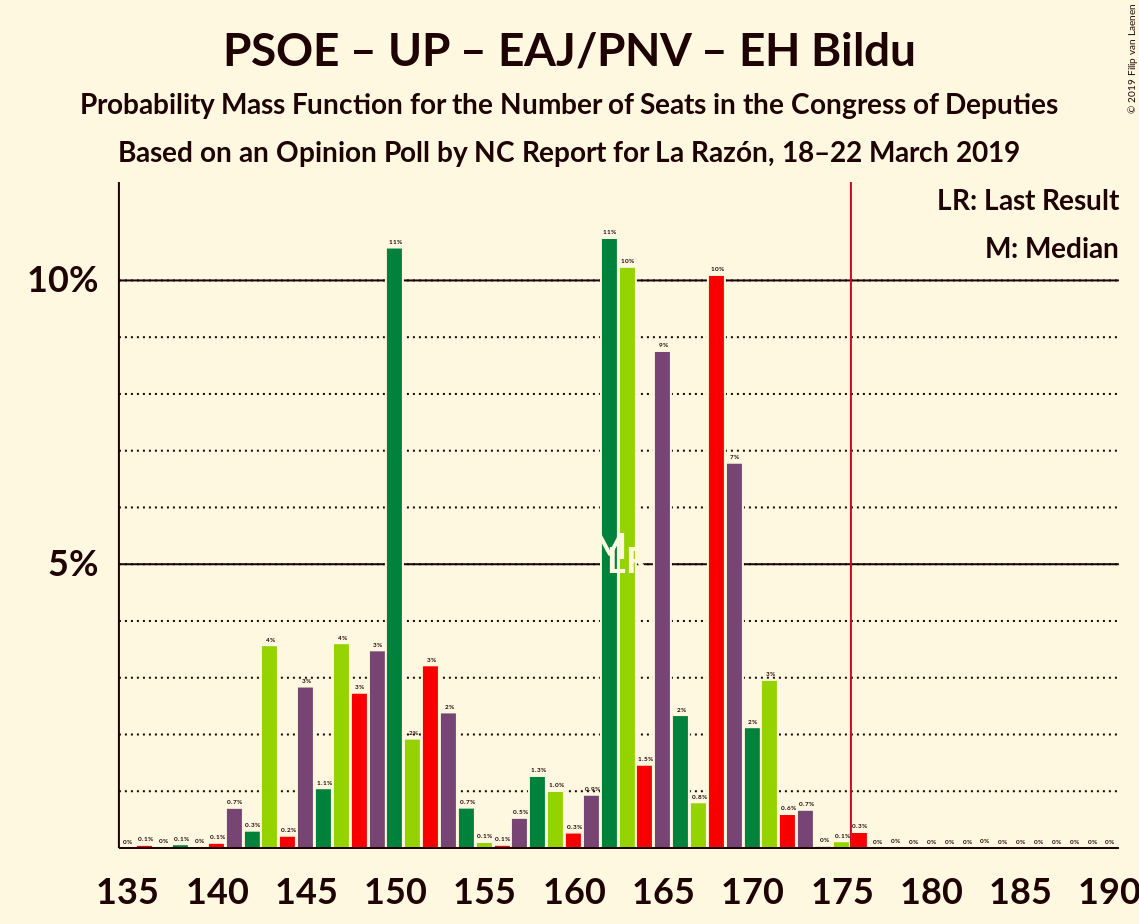 PSOE – UP – EAJ/PNV – EH Bildu
Probability Mass Function for the Number of Seats in the Congress of Deputies
Based on an Opinion Poll by NC Report for La Razón, 18–22 March 2019
© 2019 Filip van Laenen
LR: Last Result
M: Median
10%
5%
0% 0.1% 0% 0.1% 0% 0.1% 0.7% 0.3% 4% 0.2% 3% 1.1% 4% 3% 3% 11% 2% 3% 2% 0.7% 0.1% 0.1% 0.5% 1.3% 1.0% 0.3% 0.9% 11% 10% 1.5% 9% 2% 0.8% 10% 7% 2% 3% 0.6% 0.7% 0% 0.1% 0.3% 0% 0% 0% 0% 0% 0% 0% 0% 0% 0% 0% 0% 0% 0%
M
LR
135 140 145 150 155 160 165 170 175 180 185 190